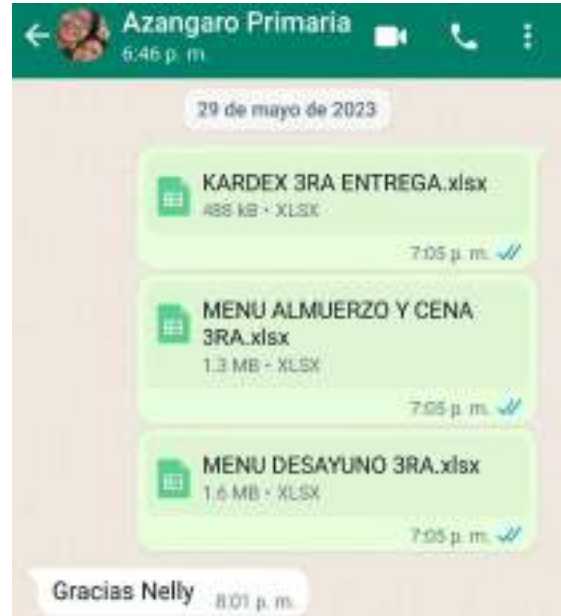 Azangaro Primaria
6:46 p. m.
29 de mayo de 2023
KARDEX 3RA ENTREGA.xlsx
488 kB • XLSX
7:05 p. m.
MENU ALMUERZO Y CENA
3RA.xlsx
1.3 MB • XLSX
7:05 p. m.
MENU DESAYUNO 3RA.xlsx
1.6 MB • XLSX
7:05 p. m.
Gracias Nelly
8:01 p. m.